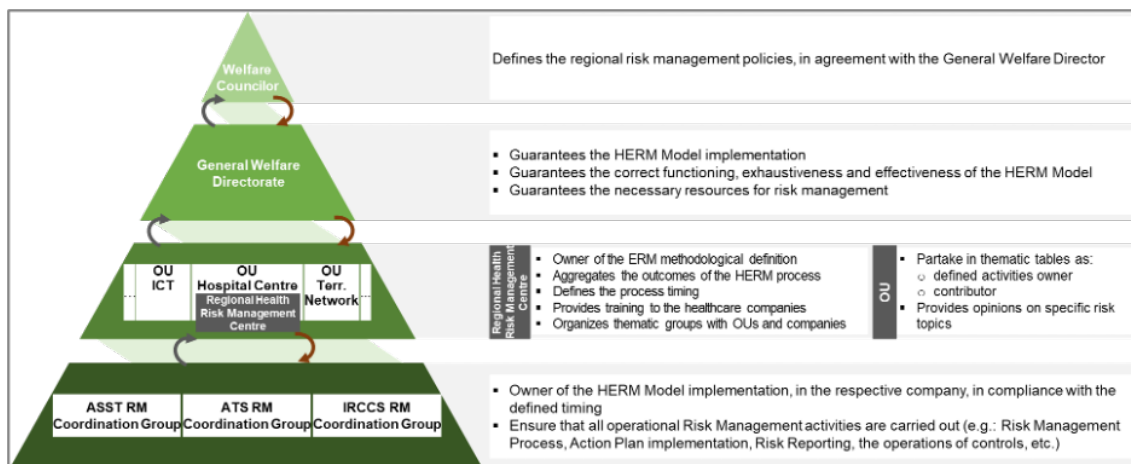 Welfare
Councilor
Defines the regional risk management policies, in agreement with the General Welfare Director
General Welfare
Directorate
▪ Guarantees the HERM Model implementation
▪ Guarantees the correct functioning, exhaustiveness and effectiveness of the HERM Model
▪ Guarantees the necessary resources for risk management
...
OU
ICT
OU
Hospital Centre
Regional Health
Risk Management
Centre
OU
Terr.
Network
...
Regional Health
Risk Management
Centre
▪ Owner of the ERM methodological definition
▪ Aggregates the outcomes of the HERM process
▪ Defines the process timing
▪ Provides training to the healthcare companies
▪ Organizes thematic groups with OUs and companies
OU
▪ Partake in thematic tables as:
o defined activities owner
o contributor
▪ Provides opinions on specific risk
topics
ASST RM
Coordination Group
ATS RM
Coordination Group
IRCCS RM
Coordination Group
▪ Owner of the HERM Model implementation, in the respective company, in compliance with the
defined timing
▪ Ensure that all operational Risk Management activities are carried out (e.g.: Risk Management
Process, Action Plan implementation, Risk Reporting, the operations of controls, etc.)